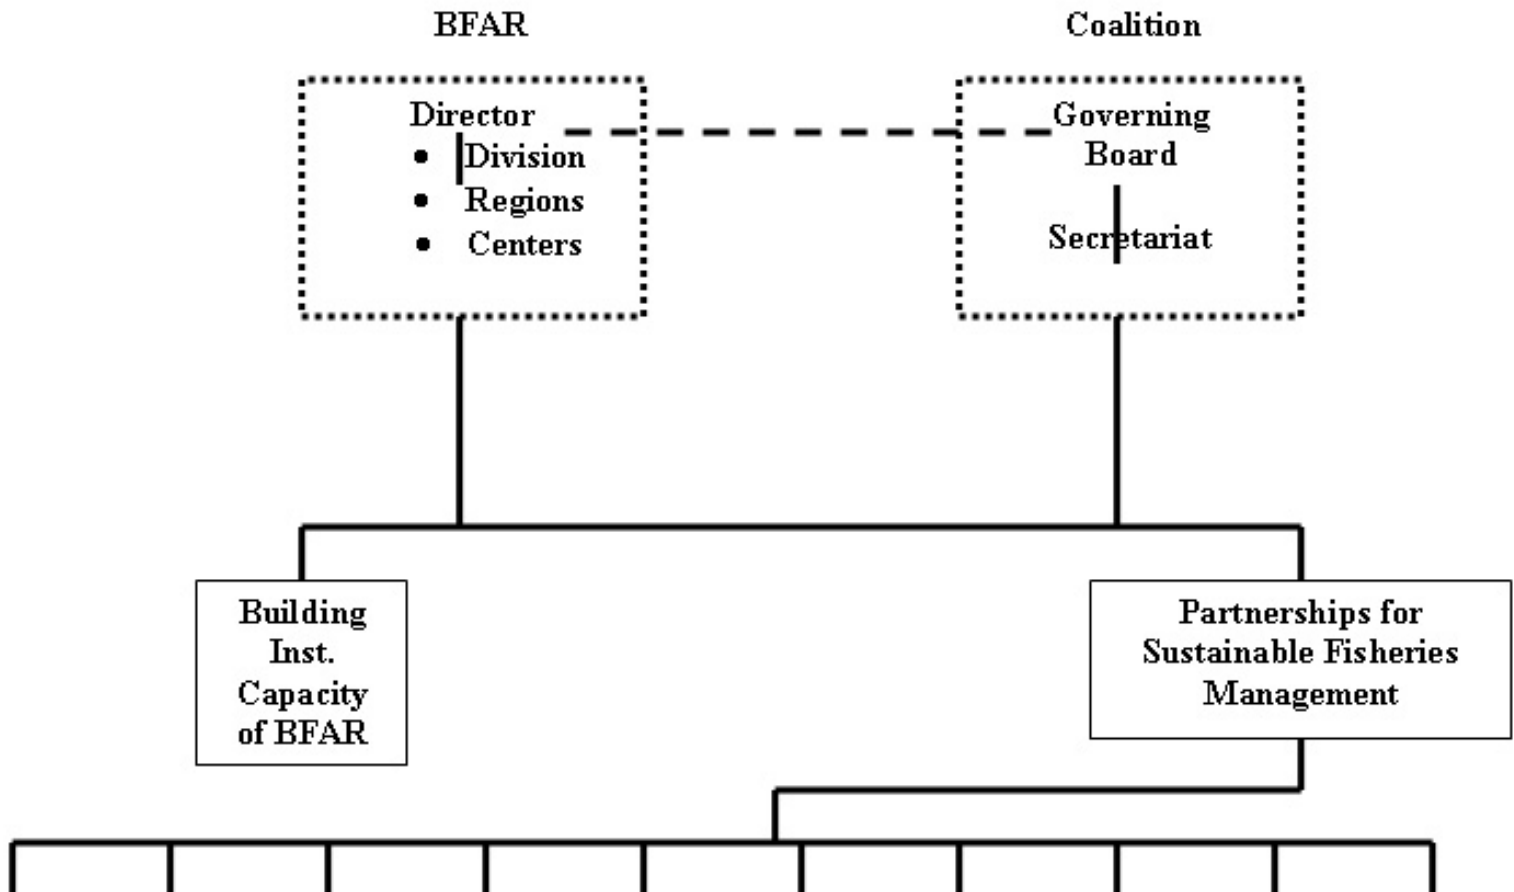 BFAR
Coalition
Director
• Division
• Regions
• Centers
Governing
Board
Secretariat
Building
Inst.
Capacity
of BFAR
Partnerships for
Sustainable Fisheries
Management